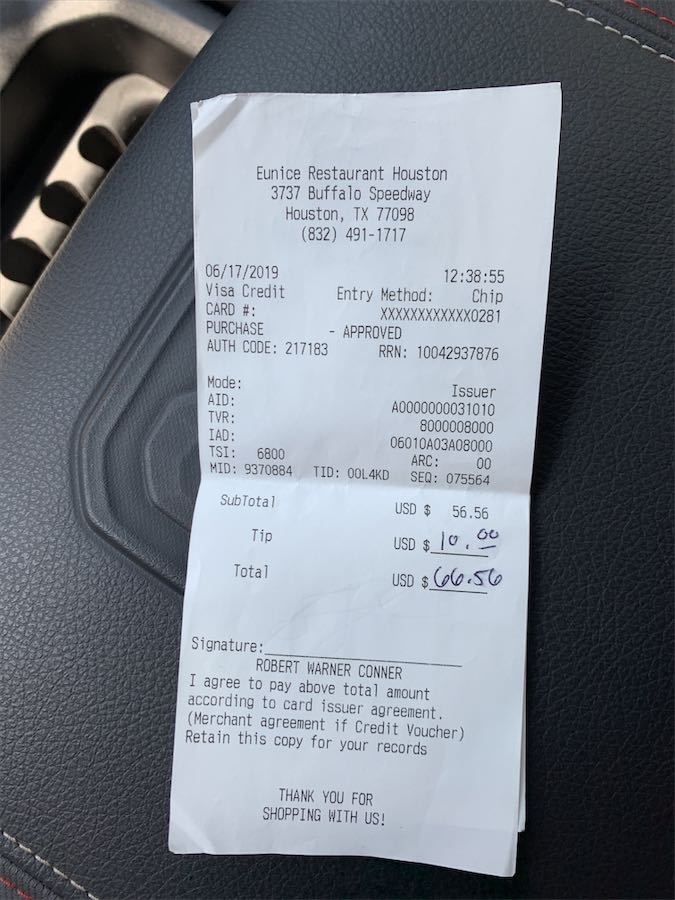 Eunice Restaurant Houston
3737 Buffalo Speedway
Houston, TX 77098
(832) 491-1717
06/17/2019 12:38:55
Visa Credit Entry Method: Chip
CARD #: XXXXXXXXXXXX0281
PURCHASE - APPROVED
AUTH CODE: 217183 RRN: 10042937876
Mode: Issuer
AID: A0000000031010
TVR: 8000008000
IAD: 06010A03A08000
TSI: 6800 ARC: 00
MID: 9370884 TID: 00L4KD SEQ: 075564
SubTotal USD $ 56.56
Tip USD $ 10.00
Total USD $ 66.56
Signature:
ROBERT WARNER CONNER
I agree to pay above total amount
according to card issuer agreement.
(Merchant agreement if Credit Voucher)
Retain this copy for your records
THANK YOU FOR
SHOPPING WITH US!